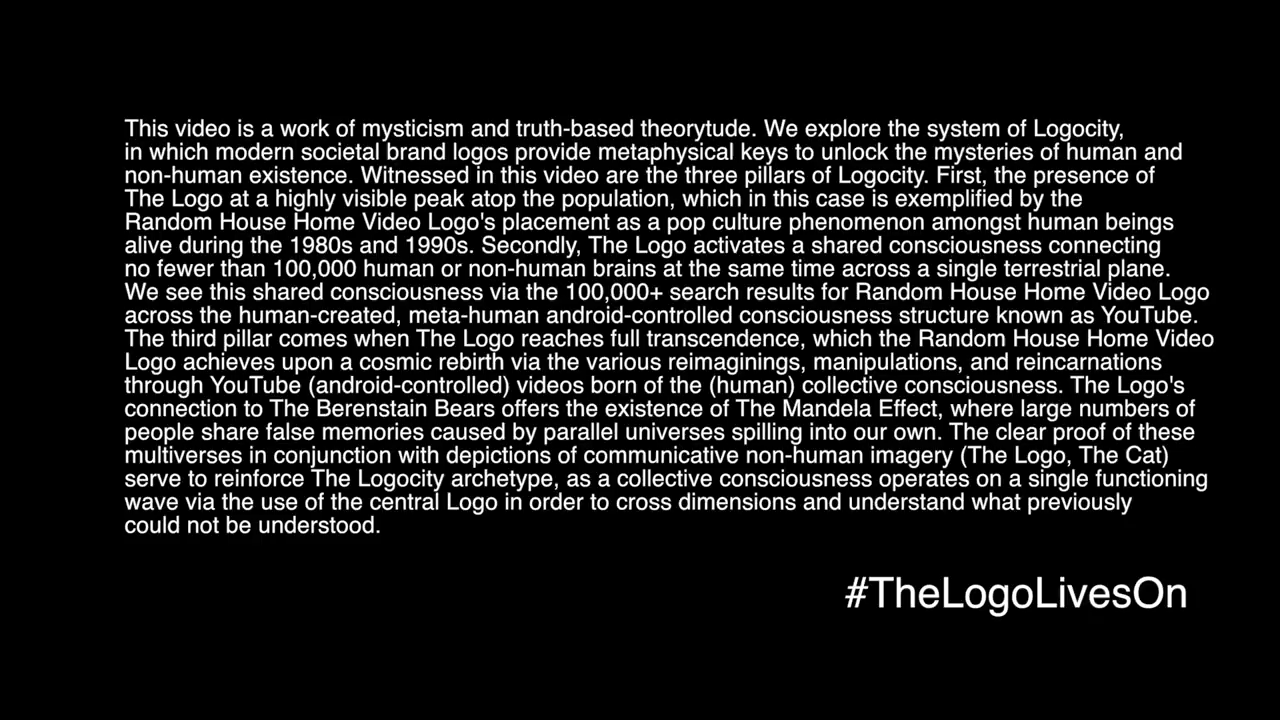 This video is a work of mysticism and truth-based theorytude. We explore the system of Logocity,
in which modern societal brand logos provide metaphysical keys to unlock the mysteries of human and
non-human existence. Witnessed in this video are the three pillars of Logocity. First, the presence of
The Logo at a highly visible peak atop the population, which in this case is exemplified by the
Random House Home Video Logo's placement as a pop culture phenomenon amongst human beings
alive during the 1980s and 1990s. Secondly, The Logo activates a shared consciousness connecting
no fewer than 100,000 human or non-human brains at the same time across a single terrestrial plane.
We see this shared consciousness via the 100,000+ search results for Random House Home Video Logo
across the human-created, meta-human android-controlled consciousness structure known as YouTube.
The third pillar comes when The Logo reaches full transcendence, which the Random House Home Video
Logo achieves upon a cosmic rebirth via the various reimaginings, manipulations, and reincarnations
through YouTube (android-controlled) videos born of the (human) collective consciousness. The Logo's
connection to The Berenstain Bears offers the existence of The Mandela Effect, where large numbers of
people share false memories caused by parallel universes spilling into our own. The clear proof of these
multiverses in conjunction with depictions of communicative non-human imagery (The Logo, The Cat)
serve to reinforce The Logocity archetype, as a collective consciousness operates on a single functioning
wave via the use of the central Logo in order to cross dimensions and understand what previously
could not be understood.
#TheLogoLivesOn